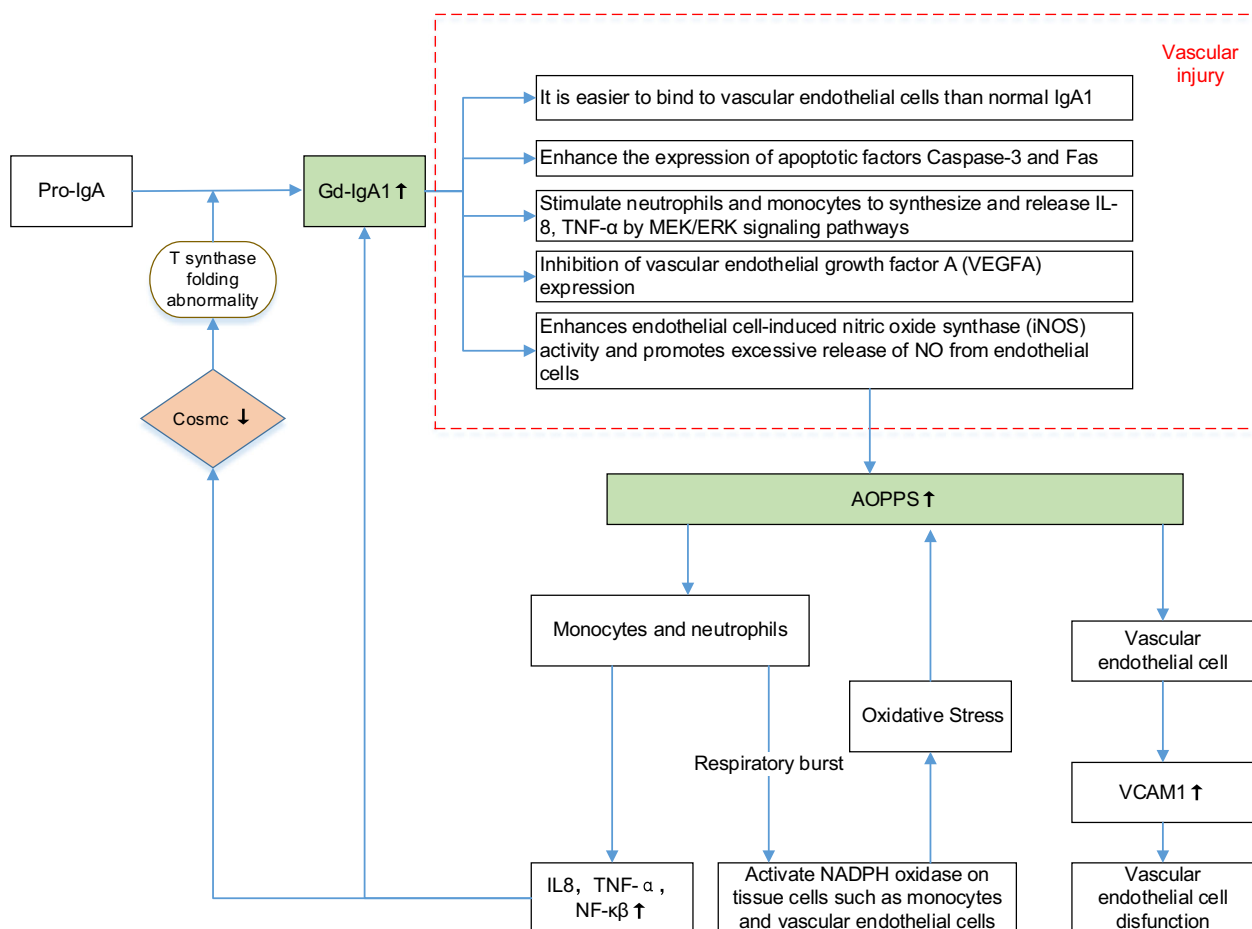 Vascular
injury
It is easier to bind to vascular endothelial cells than normal IgA1
Enhance the expression of apoptotic factors Caspase-3 and Fas
Pro-IgA
Gd-IgA1↑
Stimulate neutrophils and monocytes to synthesize and release IL-
8, TNF-α by MEK/ERK signaling pathways
T synthase
folding
abnormality
Inhibition of vascular endothelial growth factor A (VEGFA)
expression
Enhances endothelial cell-induced nitric oxide synthase (iNOS)
activity and promotes excessive release of NO from endothelial
cells
Cosmc ↓
AOPPS↑
Monocytes and neutrophils
Vascular
endothelial cell
Oxidative Stress
Respiratory burst
VCAM1↑
IL8, TNF-α,
NF-κβ↑
Activate NADPH oxidase on
tissue cells such as monocytes
and vascular endothelial cells
Vascular
endothelial cell
disfunction